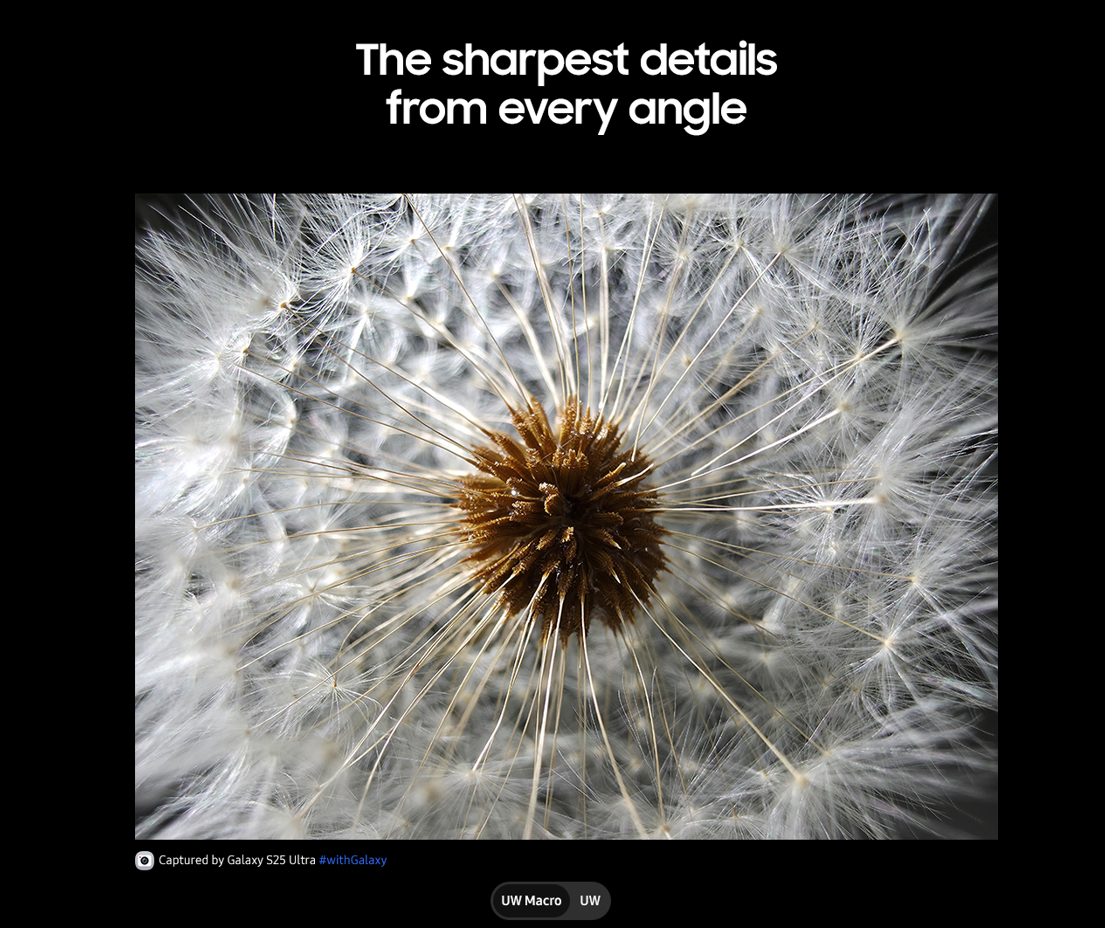 The sharpest details
from every angle
Captured by Galaxy S25 Ultra #withGalaxy
UW Macro UW